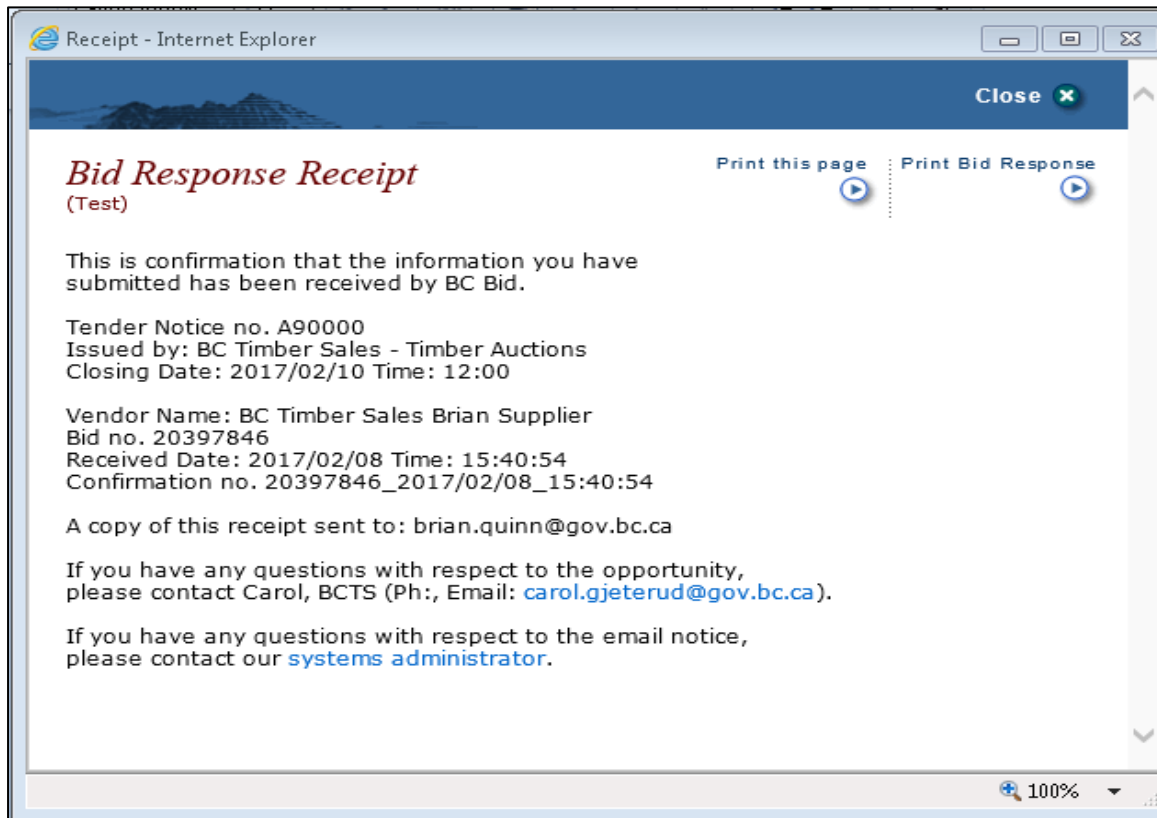 Receipt - Internet Explorer
Close
Bid Response Receipt
(Test)
Print this page
Print Bid Response
This is confirmation that the information you have
submitted has been received by BC Bid.
Tender Notice no. A90000
Issued by: BC Timber Sales - Timber Auctions
Closing Date: 2017/02/10 Time: 12:00
Vendor Name: BC Timber Sales Brian Supplier
Bid no. 20397846
Received Date: 2017/02/08 Time: 15:40:54
Confirmation no. 20397846_2017/02/08_15:40:54
A copy of this receipt sent to: brian.quinn@gov.bc.ca
If you have any questions with respect to the opportunity,
please contact Carol, BCTS (Ph:, Email: carol.gjeterud@gov.bc.ca).
If you have any questions with respect to the email notice,
please contact our systems administrator.
100%